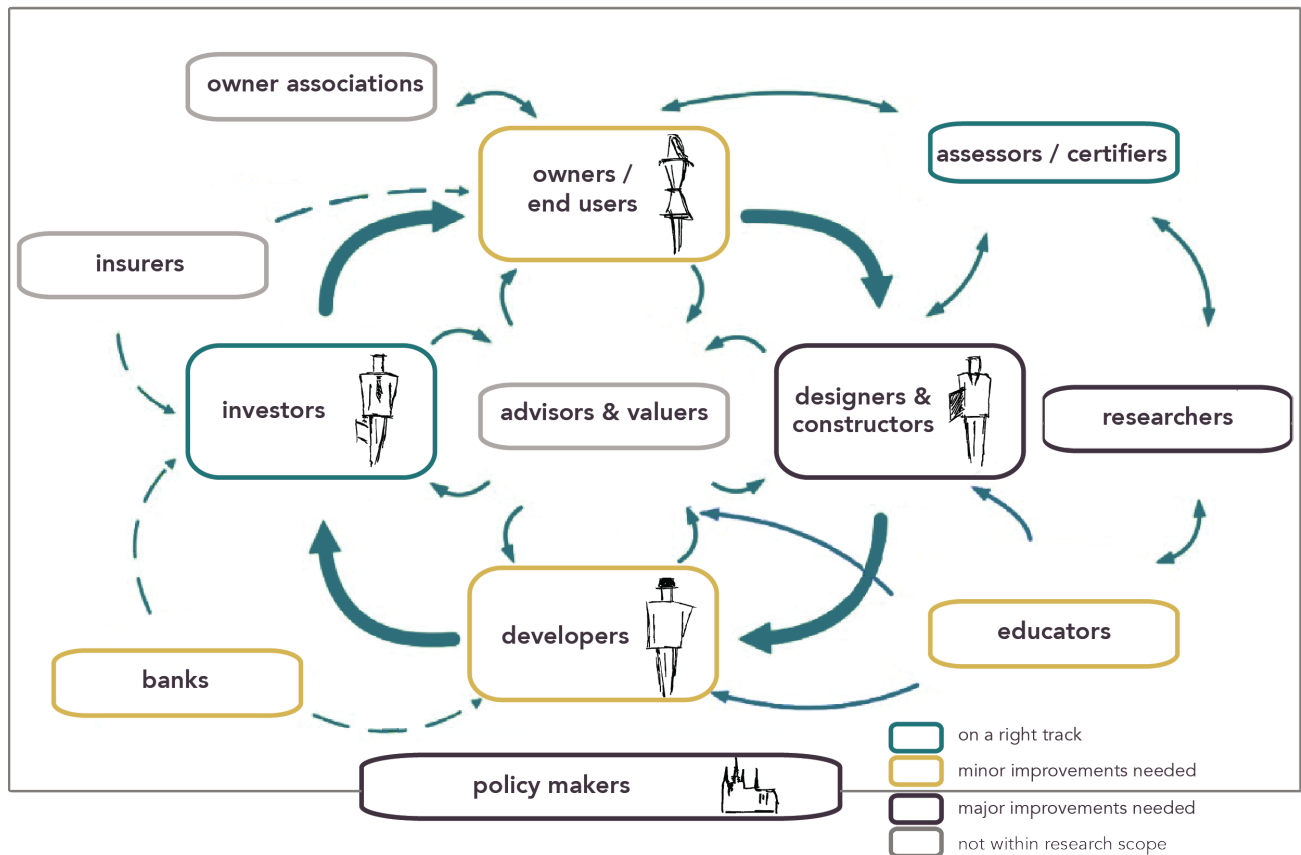 owner associations
owners /
end users
assessors / certifiers
insurers
investors
advisors & valuers
designers &
constructors
researchers
developers
educators
banks
policy makers
on a right track
minor improvements needed
major improvements needed
not within research scope